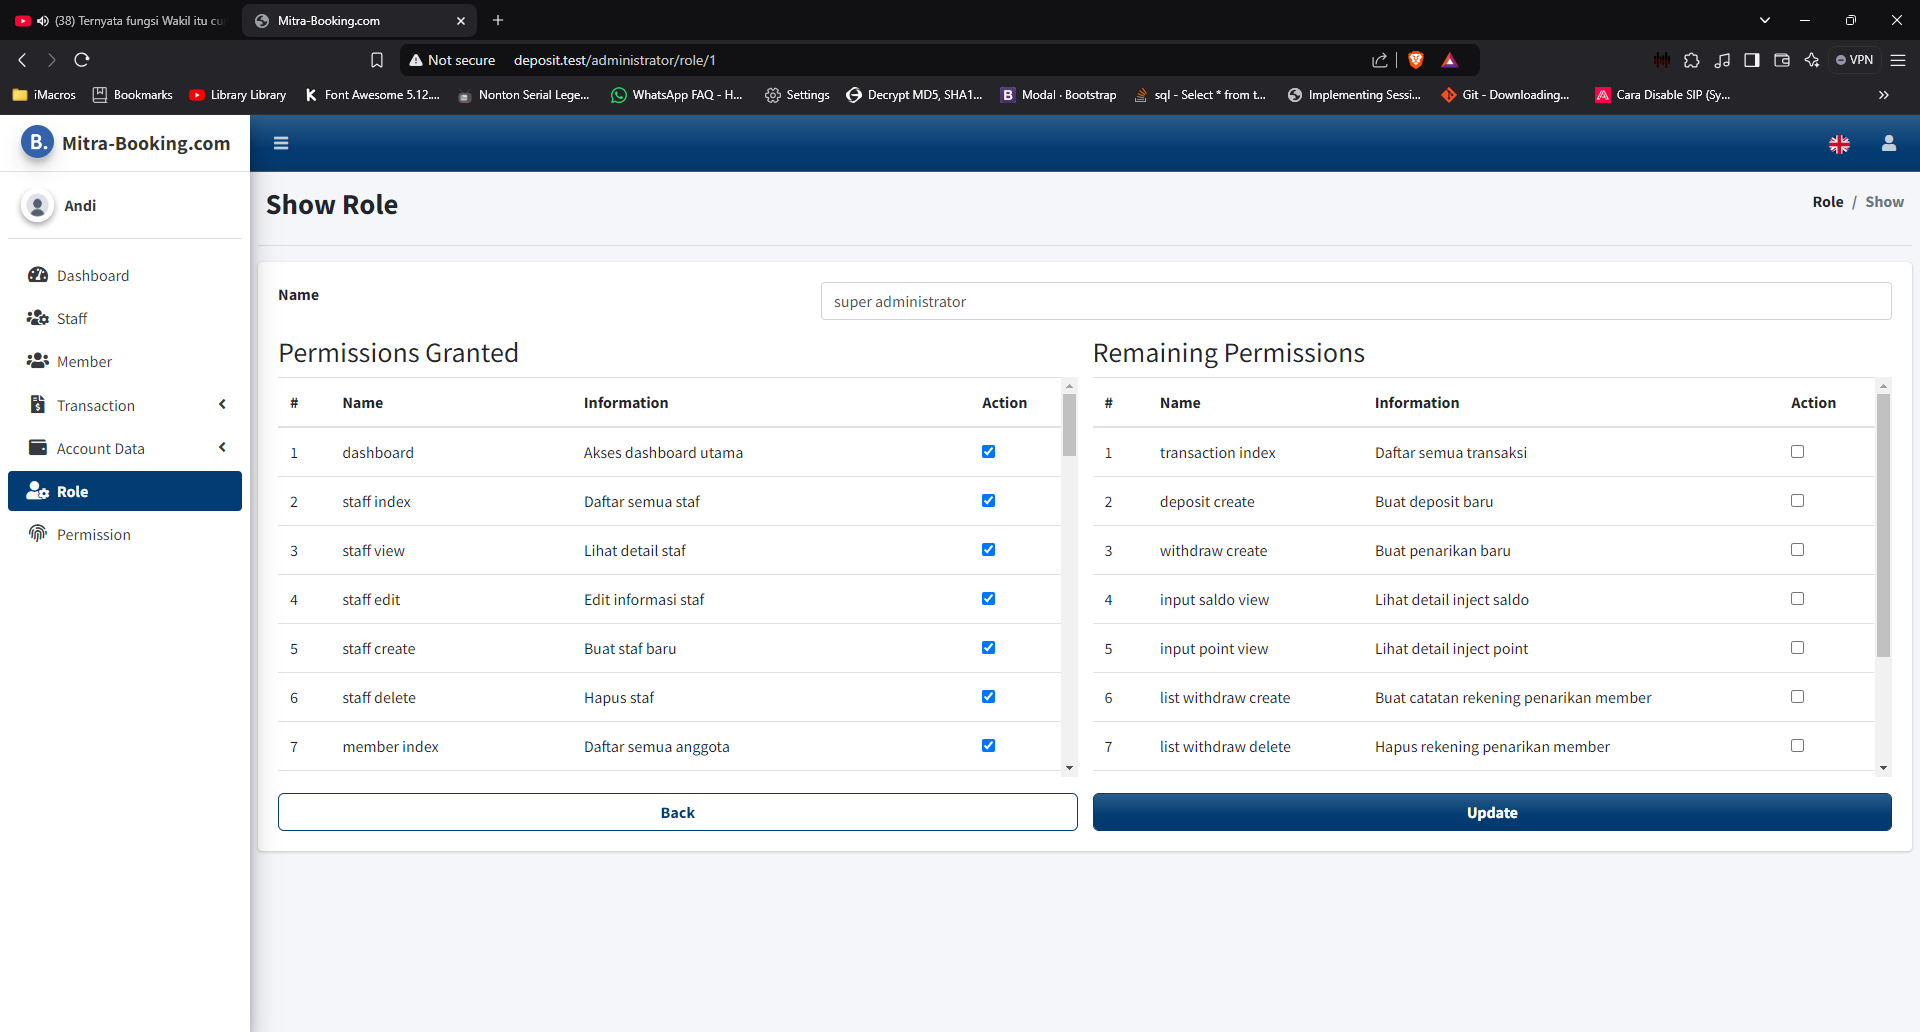 (38) Ternyata fungsi Wakil itu cu
Mitra-Booking.com
Not secure deposit.test/administrator/role/1
VPN
iMacros Bookmarks Library Library Font Awesome 5.12.... Nonton Serial Lege... WhatsApp FAQ - H... Settings Decrypt MD5, SHA1... Modal · Bootstrap sql - Select * from t... Implementing Sessi... Git - Downloading... Cara Disable SIP (Sy...
B. Mitra-Booking.com
Andi
Dashboard
Staff
Member
Transaction
Account Data
Role
Permission
Show Role
Role / Show
Name super administrator
Permissions Granted
# Name Information Action
1 dashboard Akses dashboard utama
2 staff index Daftar semua staf
3 staff view Lihat detail staf
4 staff edit Edit informasi staf
5 staff create Buat staf baru
6 staff delete Hapus staf
7 member index Daftar semua anggota
Back
Remaining Permissions
# Name Information Action
1 transaction index Daftar semua transaksi
2 deposit create Buat deposit baru
3 withdraw create Buat penarikan baru
4 input saldo view Lihat detail inject saldo
5 input point view Lihat detail inject point
6 list withdraw create Buat catatan rekening penarikan member
7 list withdraw delete Hapus rekening penarikan member
Update